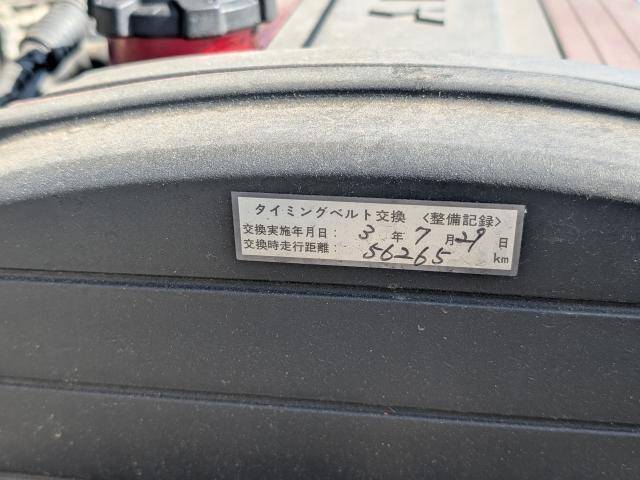 タイミングベルト交換 〈整備記録〉
交換実施年月日： 3 年 7 月 29 日
交換時走行距離： 56265 km